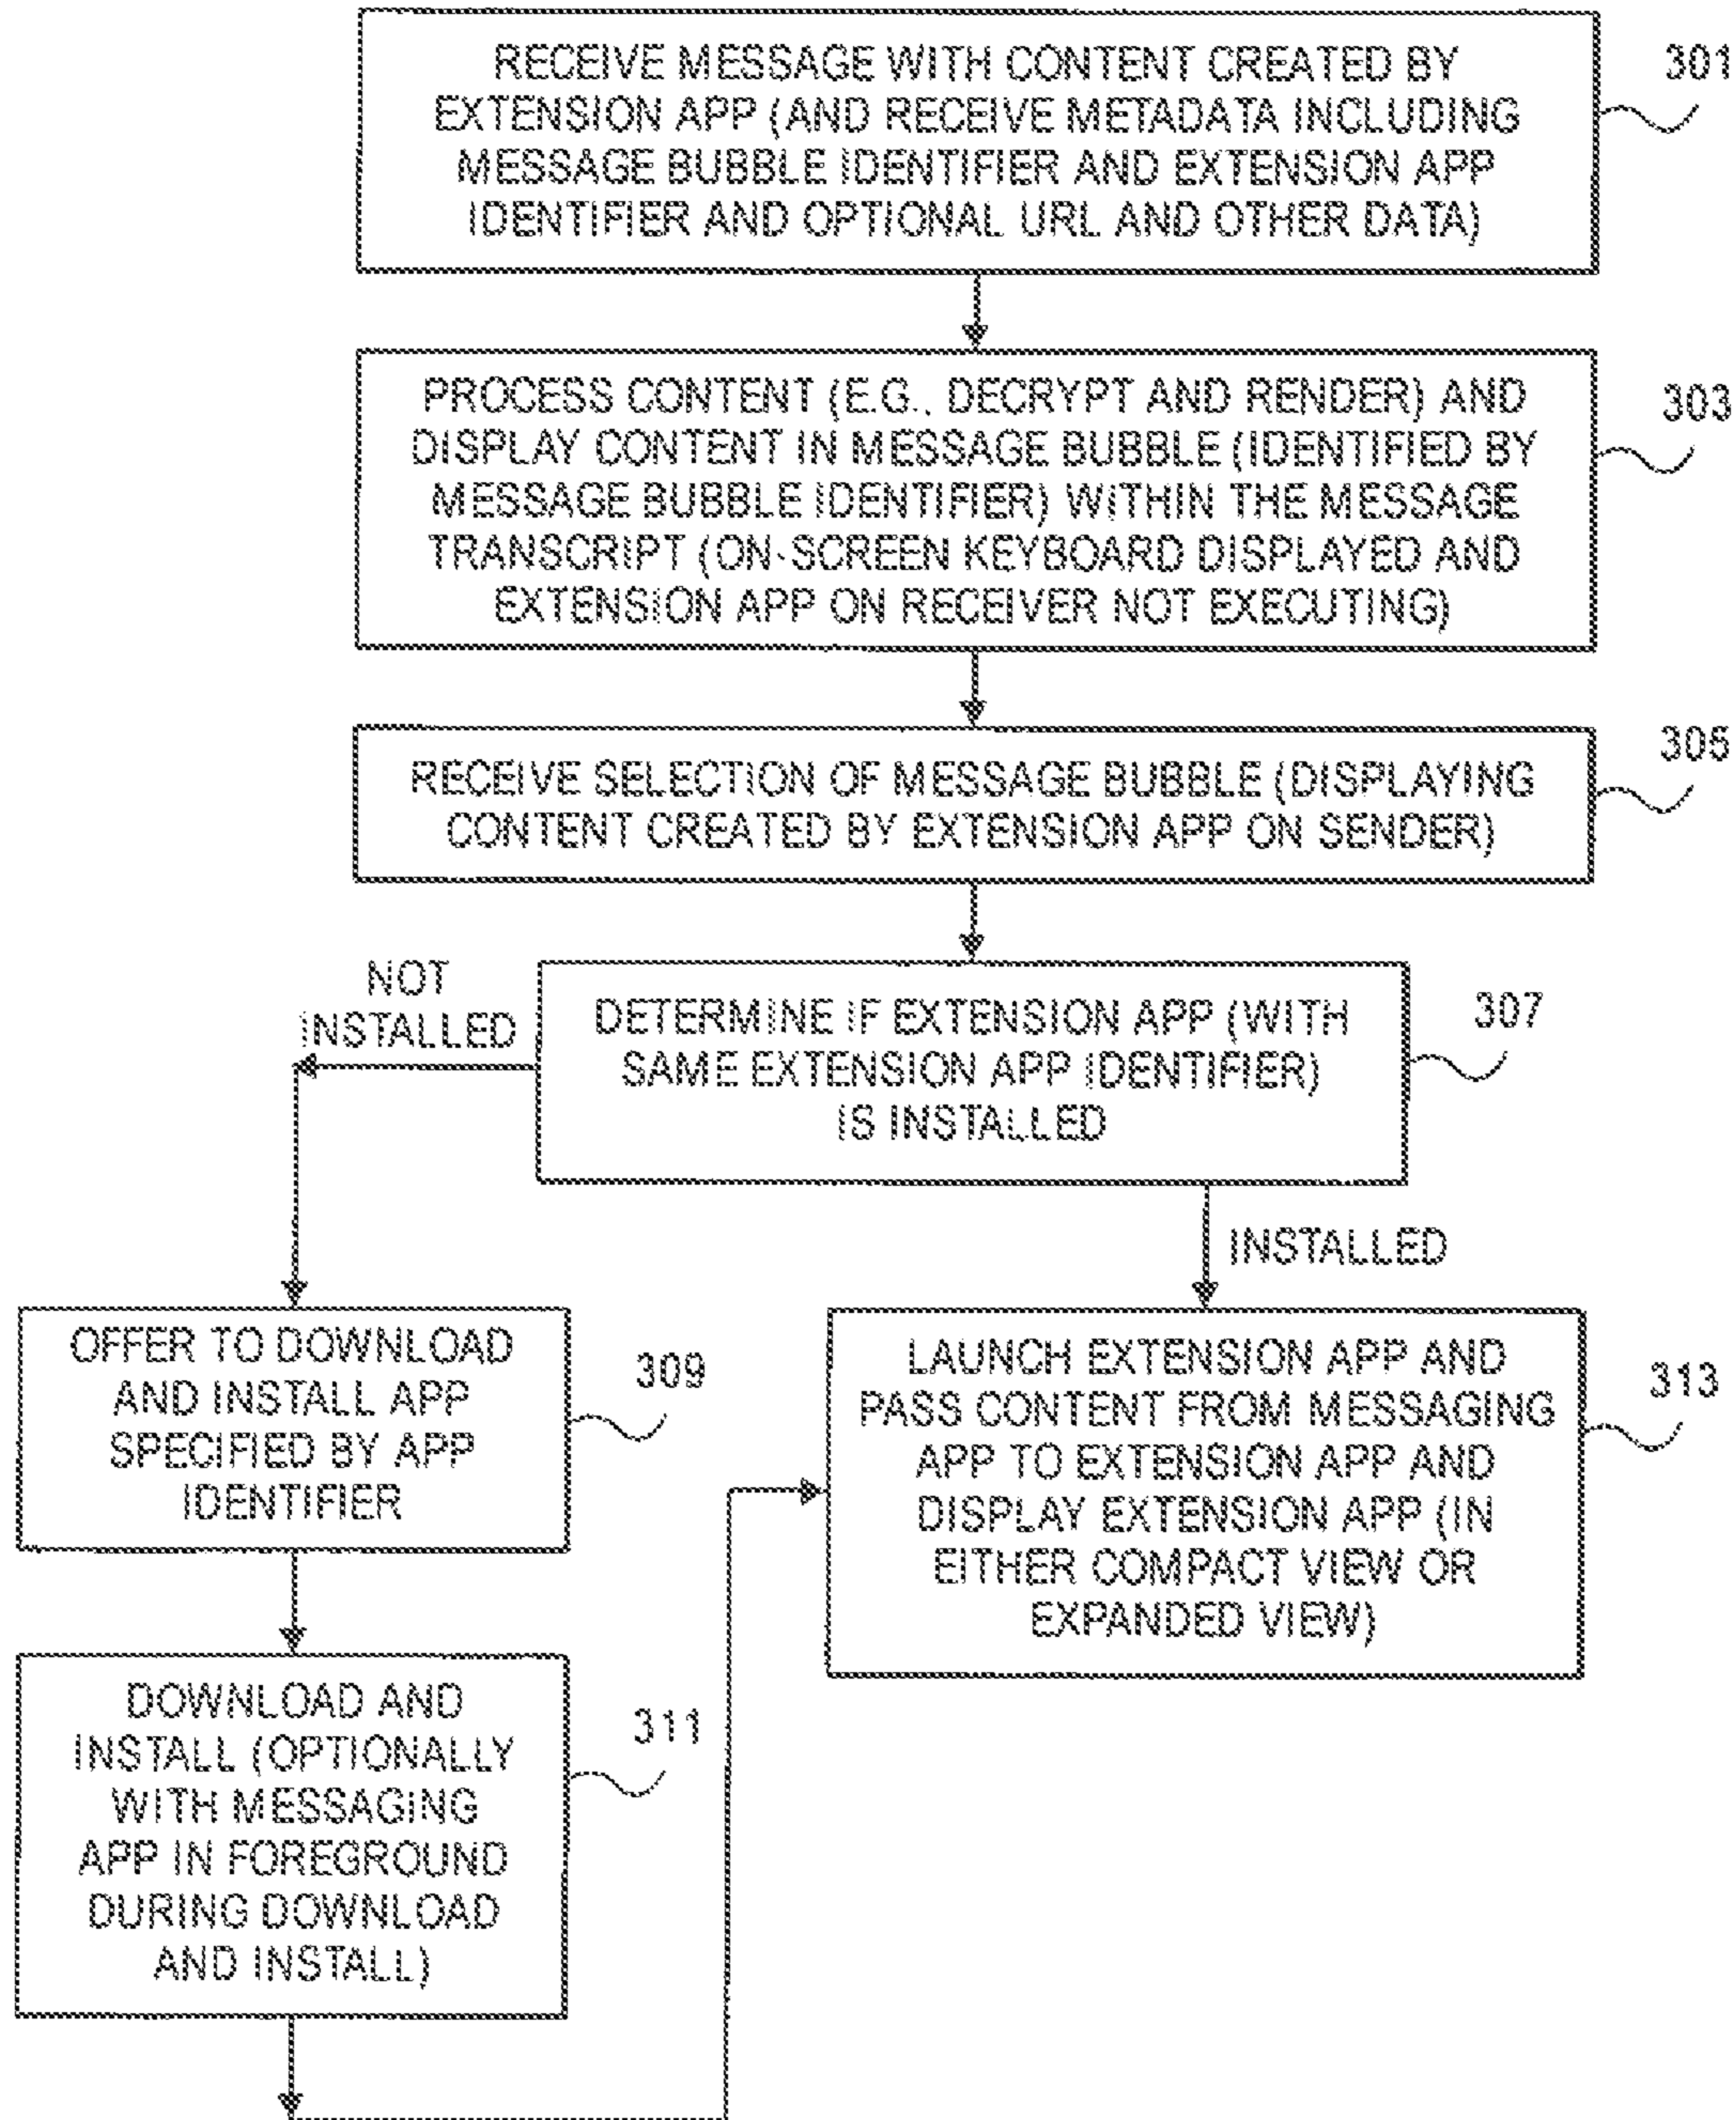 RECEIVE MESSAGE WITH CONTENT CREATED BY
EXTENSION APP (AND RECEIVE METADATA INCLUDING
MESSAGE BUBBLE IDENTIFIER AND EXTENSION APP
IDENTIFIER AND OPTIONAL URL AND OTHER DATA)
301
PROCESS CONTENT (E.G., DECRYPT AND RENDER) AND
DISPLAY CONTENT IN MESSAGE BUBBLE (IDENTIFIED BY
MESSAGE BUBBLE IDENTIFIER) WITHIN THE MESSAGE
TRANSCRIPT (ON-SCREEN KEYBOARD DISPLAYED AND
EXTENSION APP ON RECEIVER NOT EXECUTING)
303
RECEIVE SELECTION OF MESSAGE BUBBLE (DISPLAYING
CONTENT CREATED BY EXTENSION APP ON SENDER)
305
DETERMINE IF EXTENSION APP (WITH
SAME EXTENSION APP IDENTIFIER)
IS INSTALLED
307
NOT
INSTALLED
INSTALLED
OFFER TO DOWNLOAD
AND INSTALL APP
SPECIFIED BY APP
IDENTIFIER
309
LAUNCH EXTENSION APP AND
PASS CONTENT FROM MESSAGING
APP TO EXTENSION APP AND
DISPLAY EXTENSION APP (IN
EITHER COMPACT VIEW OR
EXPANDED VIEW)
313
DOWNLOAD AND
INSTALL (OPTIONALLY
WITH MESSAGING
APP IN FOREGROUND
DURING DOWNLOAD
AND INSTALL)
311